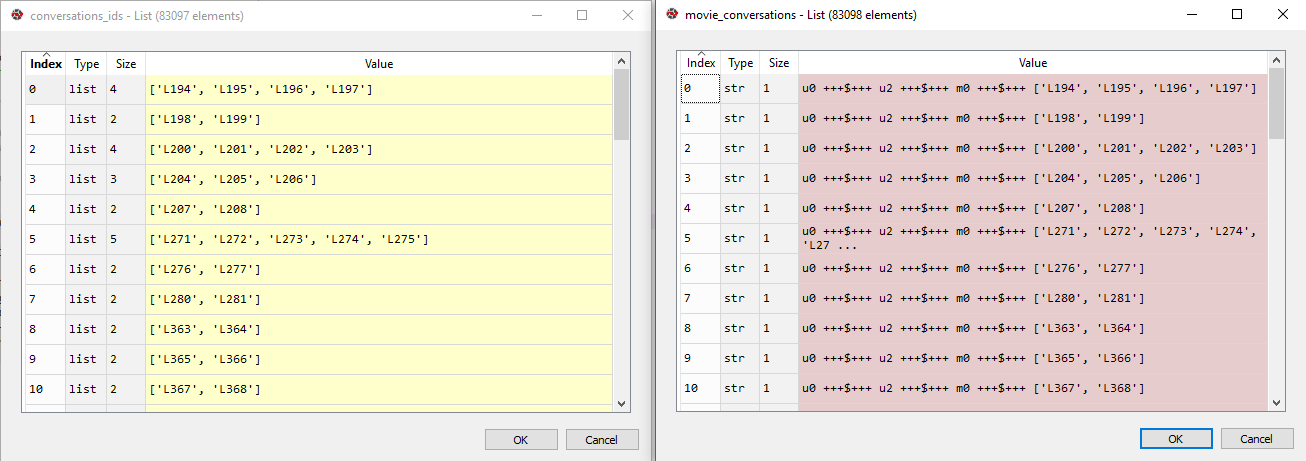 conversations_ids - List (83097 elements)
Index Type Size Value
0 list 4 ['L194', 'L195', 'L196', 'L197']
1 list 2 ['L198', 'L199']
2 list 4 ['L200', 'L201', 'L202', 'L203']
3 list 3 ['L204', 'L205', 'L206']
4 list 2 ['L207', 'L208']
5 list 5 ['L271', 'L272', 'L273', 'L274', 'L275']
6 list 2 ['L276', 'L277']
7 list 2 ['L280', 'L281']
8 list 2 ['L363', 'L364']
9 list 2 ['L365', 'L366']
10 list 2 ['L367', 'L368']
OK Cancel
movie_conversations - List (83098 elements)
Index Type Size Value
0 str 1 u0 +++$+++ u2 +++$+++ m0 +++$+++ ['L194', 'L195', 'L196', 'L197']
1 str 1 u0 +++$+++ u2 +++$+++ m0 +++$+++ ['L198', 'L199']
2 str 1 u0 +++$+++ u2 +++$+++ m0 +++$+++ ['L200', 'L201', 'L202', 'L203']
3 str 1 u0 +++$+++ u2 +++$+++ m0 +++$+++ ['L204', 'L205', 'L206']
4 str 1 u0 +++$+++ u2 +++$+++ m0 +++$+++ ['L207', 'L208']
5 str 1 u0 +++$+++ u2 +++$+++ m0 +++$+++ ['L271', 'L272', 'L273', 'L274',
'L27 ...
6 str 1 u0 +++$+++ u2 +++$+++ m0 +++$+++ ['L276', 'L277']
7 str 1 u0 +++$+++ u2 +++$+++ m0 +++$+++ ['L280', 'L281']
8 str 1 u0 +++$+++ u2 +++$+++ m0 +++$+++ ['L363', 'L364']
9 str 1 u0 +++$+++ u2 +++$+++ m0 +++$+++ ['L365', 'L366']
10 str 1 u0 +++$+++ u2 +++$+++ m0 +++$+++ ['L367', 'L368']
OK Cancel